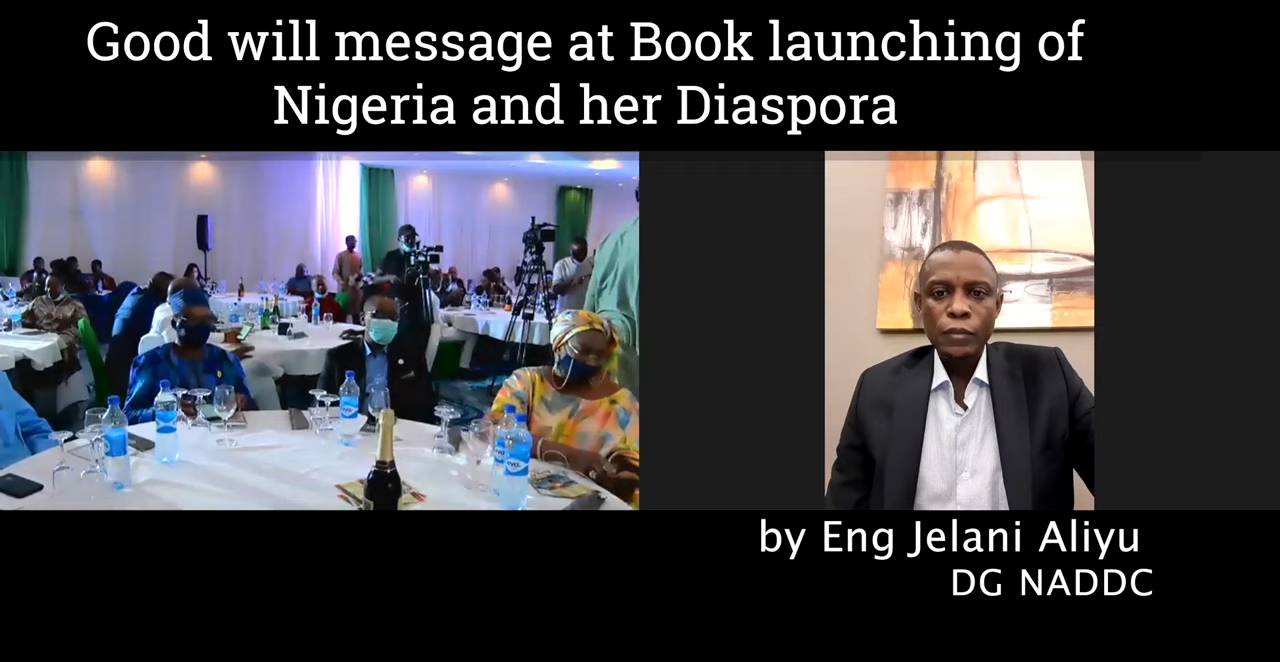 Good will message at Book launching of
Nigeria and her Diaspora
by Eng Jelani Aliyu
DG NADDC